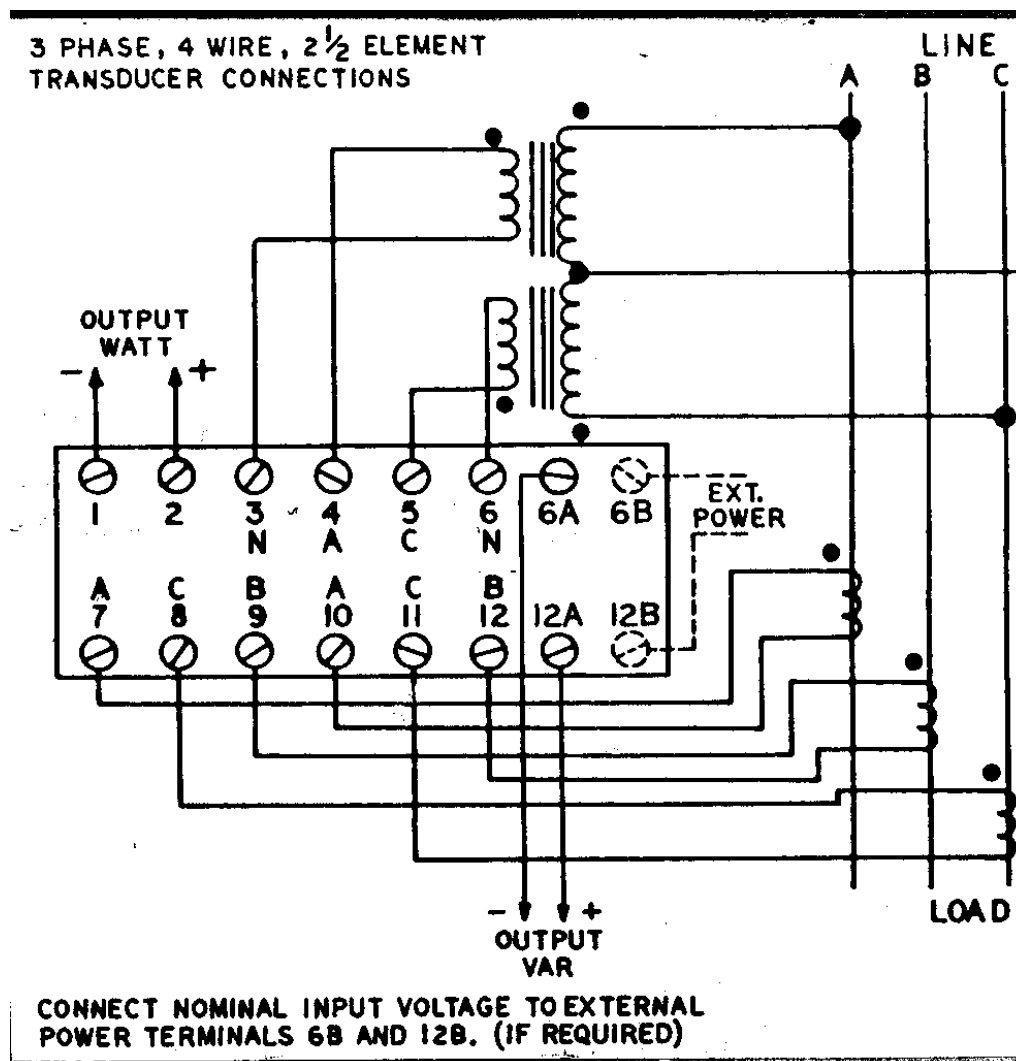 3 PHASE, 4 WIRE, 2½ ELEMENT
TRANSDUCER CONNECTIONS
LINE
A B C
OUTPUT
WATT
- +
1 2 3 4 5 6 6A 6B
N A C N
EXT.
POWER
A C B A C B
7 8 9 10 11 12 12A 12B
LOAD
- +
OUTPUT
VAR
CONNECT NOMINAL INPUT VOLTAGE TO EXTERNAL
POWER TERMINALS 6B AND 12B. (IF REQUIRED)